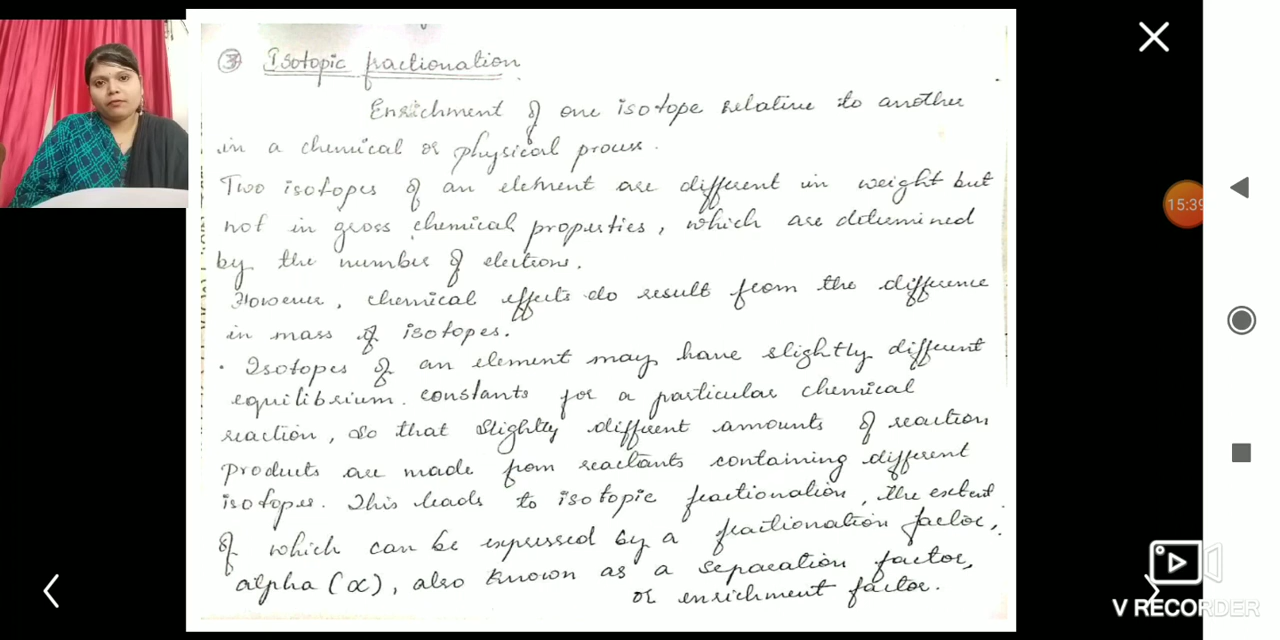 3 Isotopic fractionation
Enrichment of one isotope relative to another
in a chemical or physical process.
Two isotopes of an element are different in weight but
not in gross chemical properties, which are determined
by the number of electrons.
However, chemical effects do result from the difference
in mass of isotopes.
· Isotopes of an element may have slightly different
equilibrium constants for a particular chemical
reaction, so that slightly different amounts of reaction
products are made from reactants containing different
isotopes. This leads to isotopic fractionation, the extent
of which can be expressed by a fractionation factor,
alpha (α), also known as a separation factor,
or enrichment factor.
15:39
V RECORDER